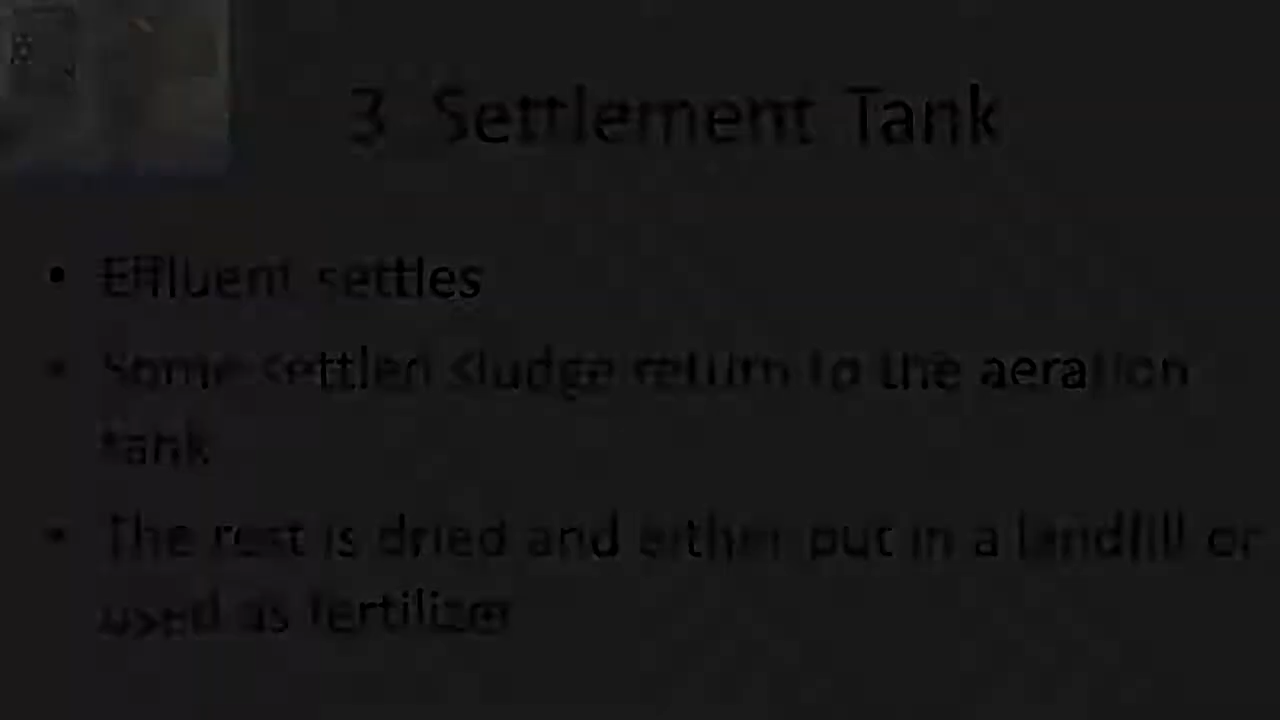 3 Settlement Tank
• Effluent settles
• Some settled sludge return to the aeration
tank
• The rest is dried and either put in a landfill or
used as fertilizer